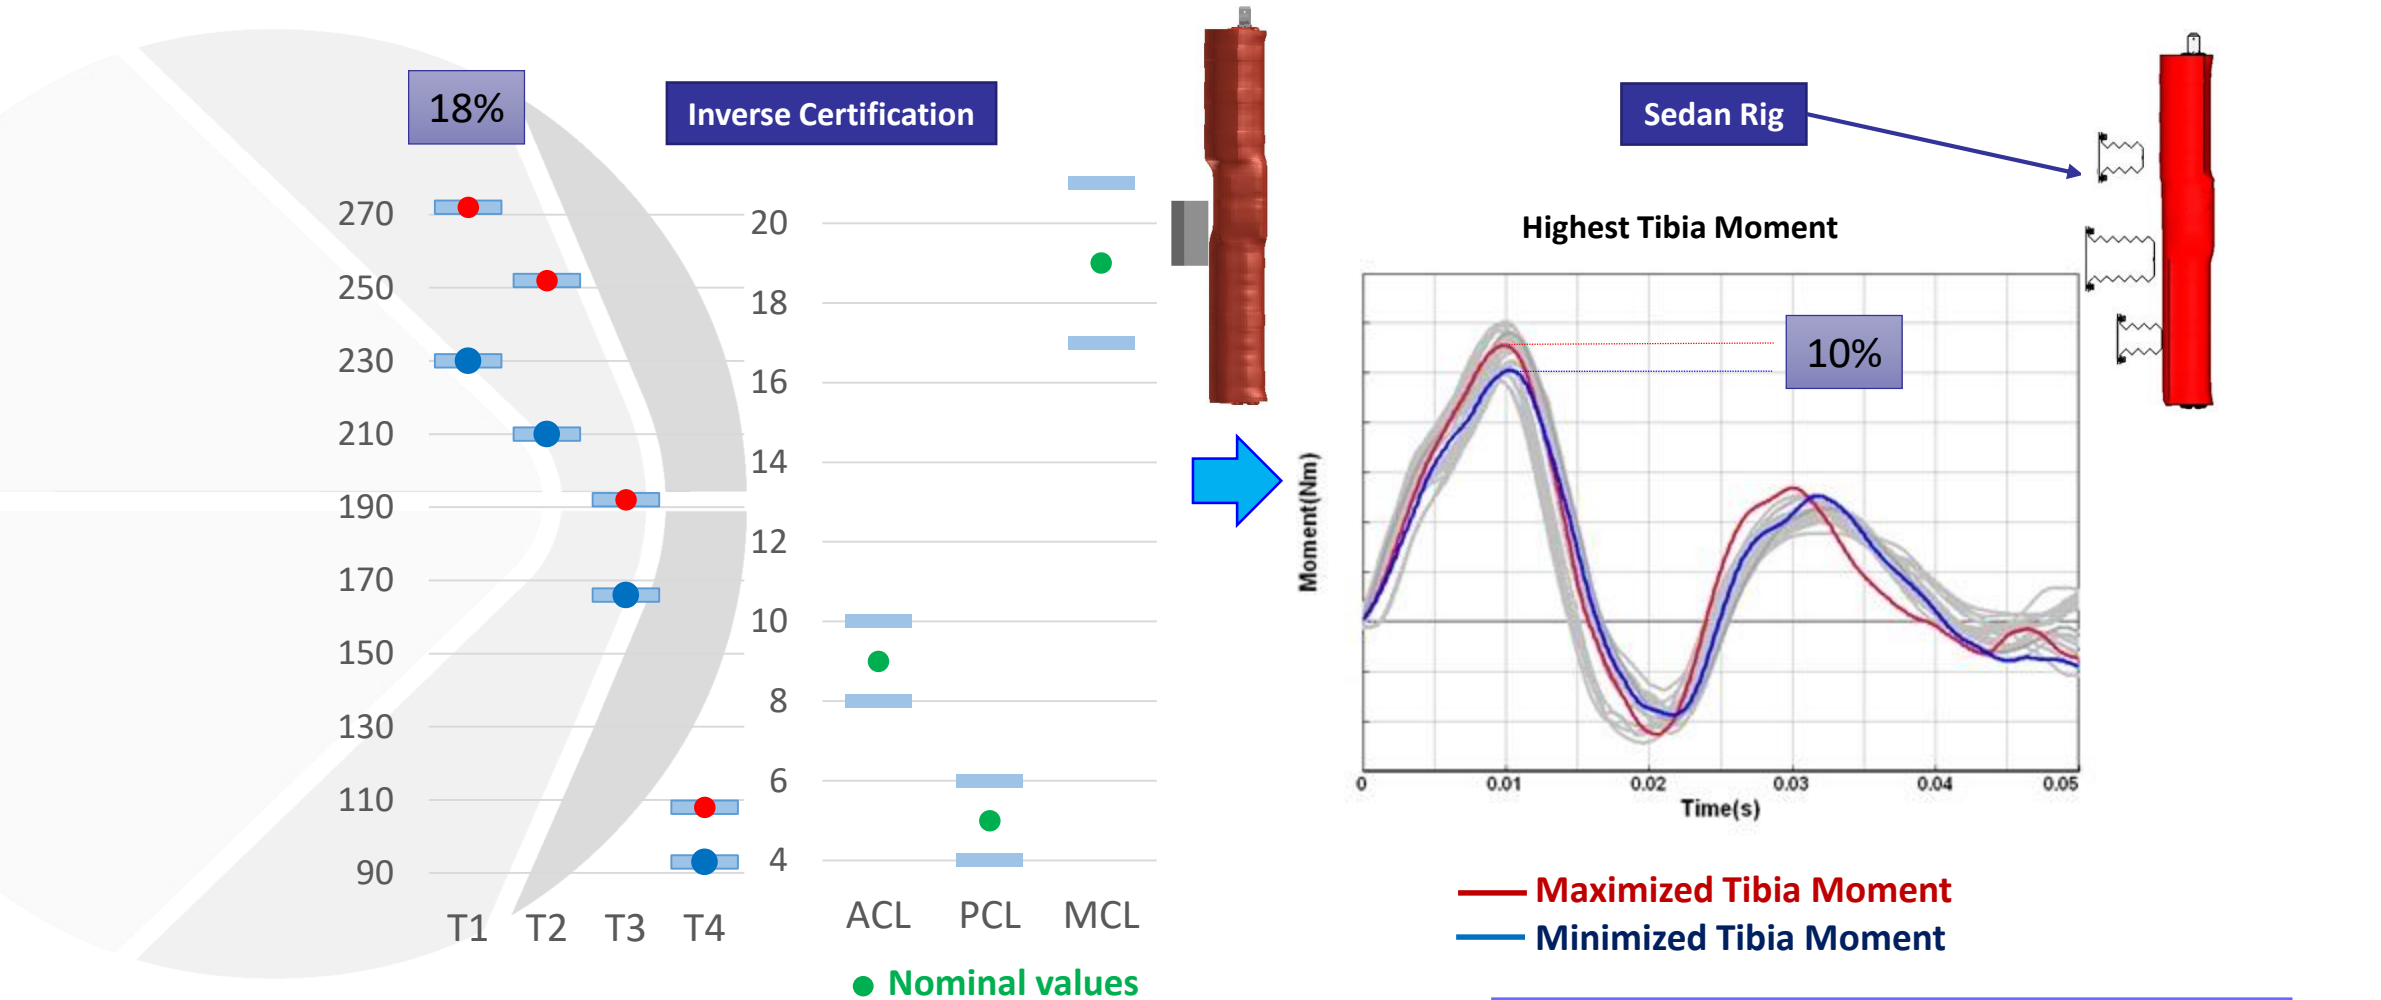 18%
Inverse Certification
Sedan Rig
270
250
230
210
190
170
150
130
110
90
T1 T2 T3 T4
20
18
16
14
12
10
8
6
4
ACL PCL MCL
Nominal values
Highest Tibia Moment
10%
Moment(Nm)
0 0.01 0.02 0.03 0.04 0.05
Time(s)
Maximized Tibia Moment
Minimized Tibia Moment